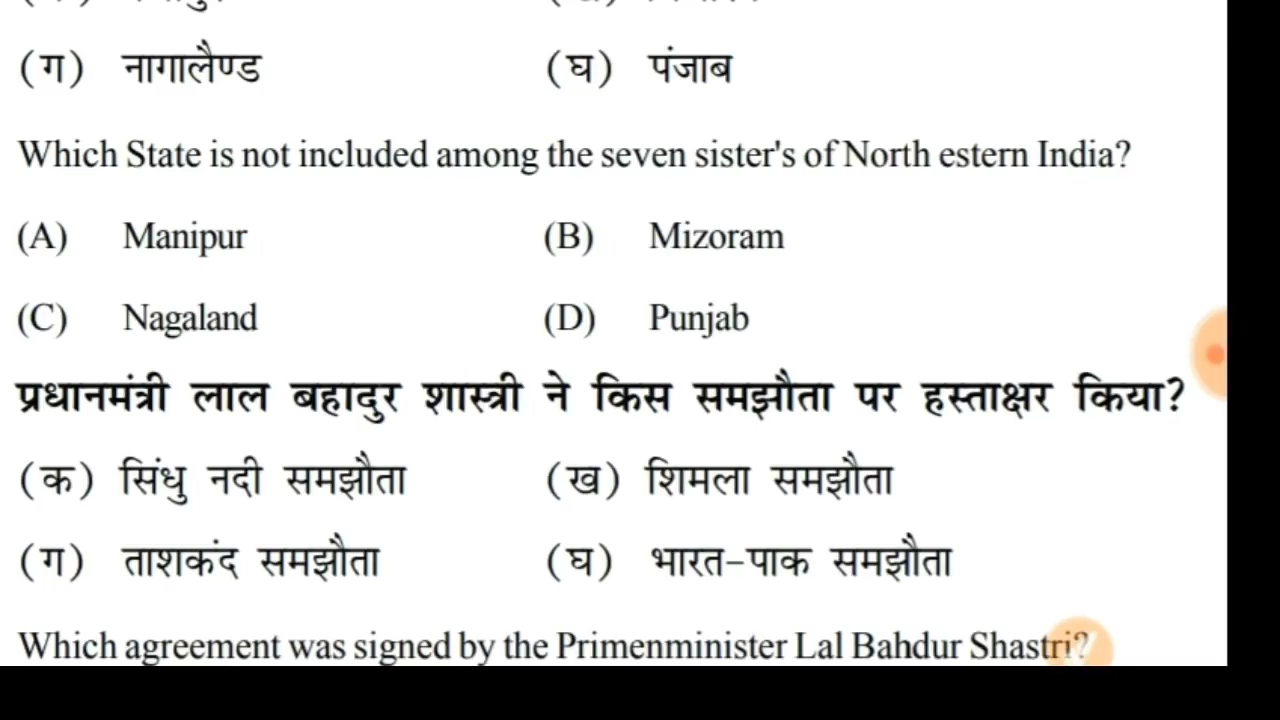 (ग) नागालैण्ड (घ) पंजाब
Which State is not included among the seven sister's of North estern India?
(A) Manipur (B) Mizoram
(C) Nagaland (D) Punjab
प्रधानमंत्री लाल बहादुर शास्त्री ने किस समझौता पर हस्ताक्षर किया?
(क) सिंधु नदी समझौता (ख) शिमला समझौता
(ग) ताशकंद समझौता (घ) भारत-पाक समझौता
Which agreement was signed by the Primenminister Lal Bahdur Shastri?